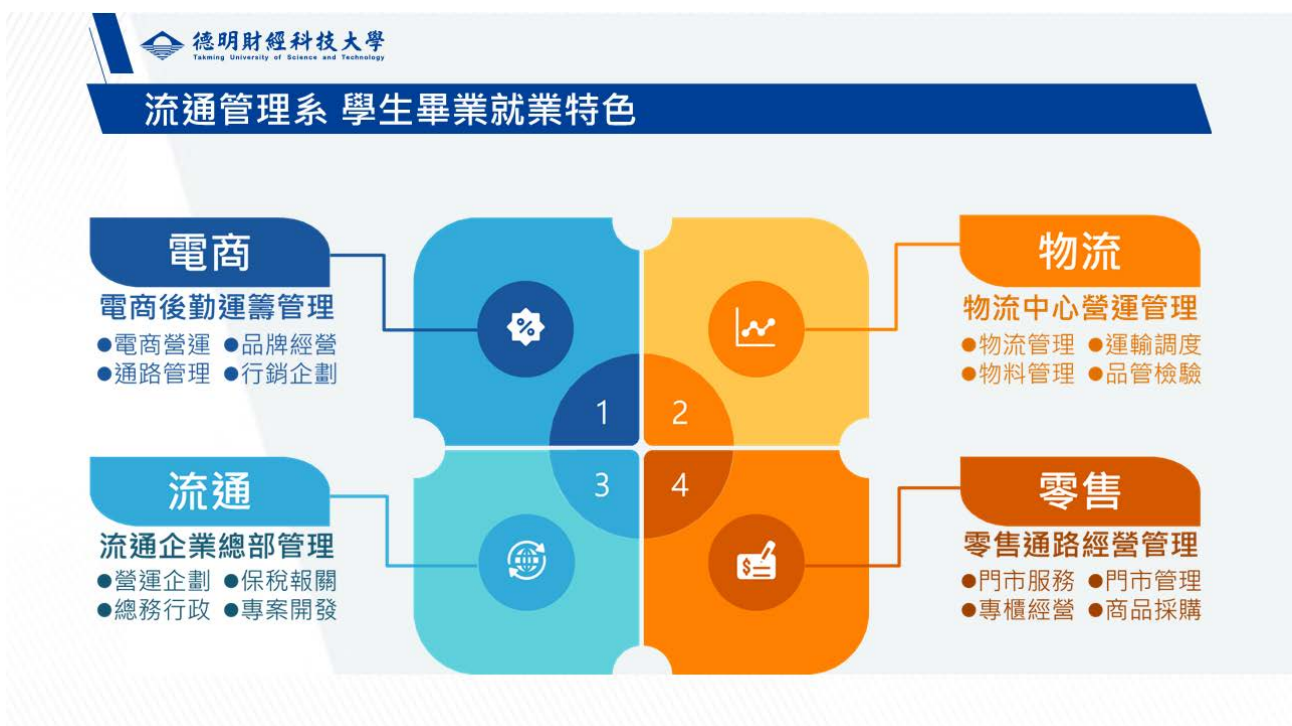 德明財經科技大學
Takming University of Science and Technology
流通管理系 學生畢業就業特色
電商
電商後勤運籌管理
●電商營運 ●品牌經營
●通路管理 ●行銷企劃
物流
物流中心營運管理
●物流管理 ●運輸調度
●物料管理 ●品管檢驗
%
1
2
3
4
流通
流通企業總部管理
●營運企劃 ●保稅報關
●總務行政 ●專案開發
$
零售
零售通路經營管理
●門市服務 ●門市管理
●專櫃經營 ●商品採購